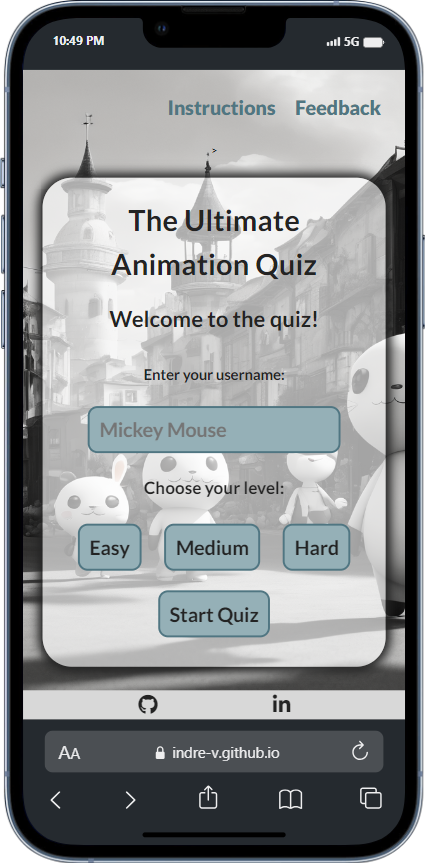 10:49 PM 5G
Instructions Feedback
The Ultimate
Animation Quiz
Welcome to the quiz!
Enter your username:
Mickey Mouse
Choose your level:
Easy Medium Hard
Start Quiz
in
AA indre-v.github.io